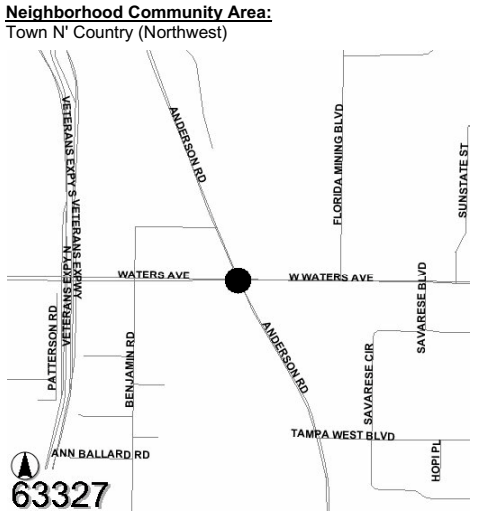 Neighborhood Community Area:
Town N' Country (Northwest)
VETERANS EXPY S
VETERANS EXPWY
VETERANS EXPY N
ANDERSON RD
FLORIDA MINING BLVD
SUNSTATE ST
WATERS AVE
W WATERS AVE
PATTERSON RD
BENJAMIN RD
ANDERSON RD
SAVARESE BLVD
SAVARESE CIR
TAMPA WEST BLVD
HOPI PL
ANN BALLARD RD
63327